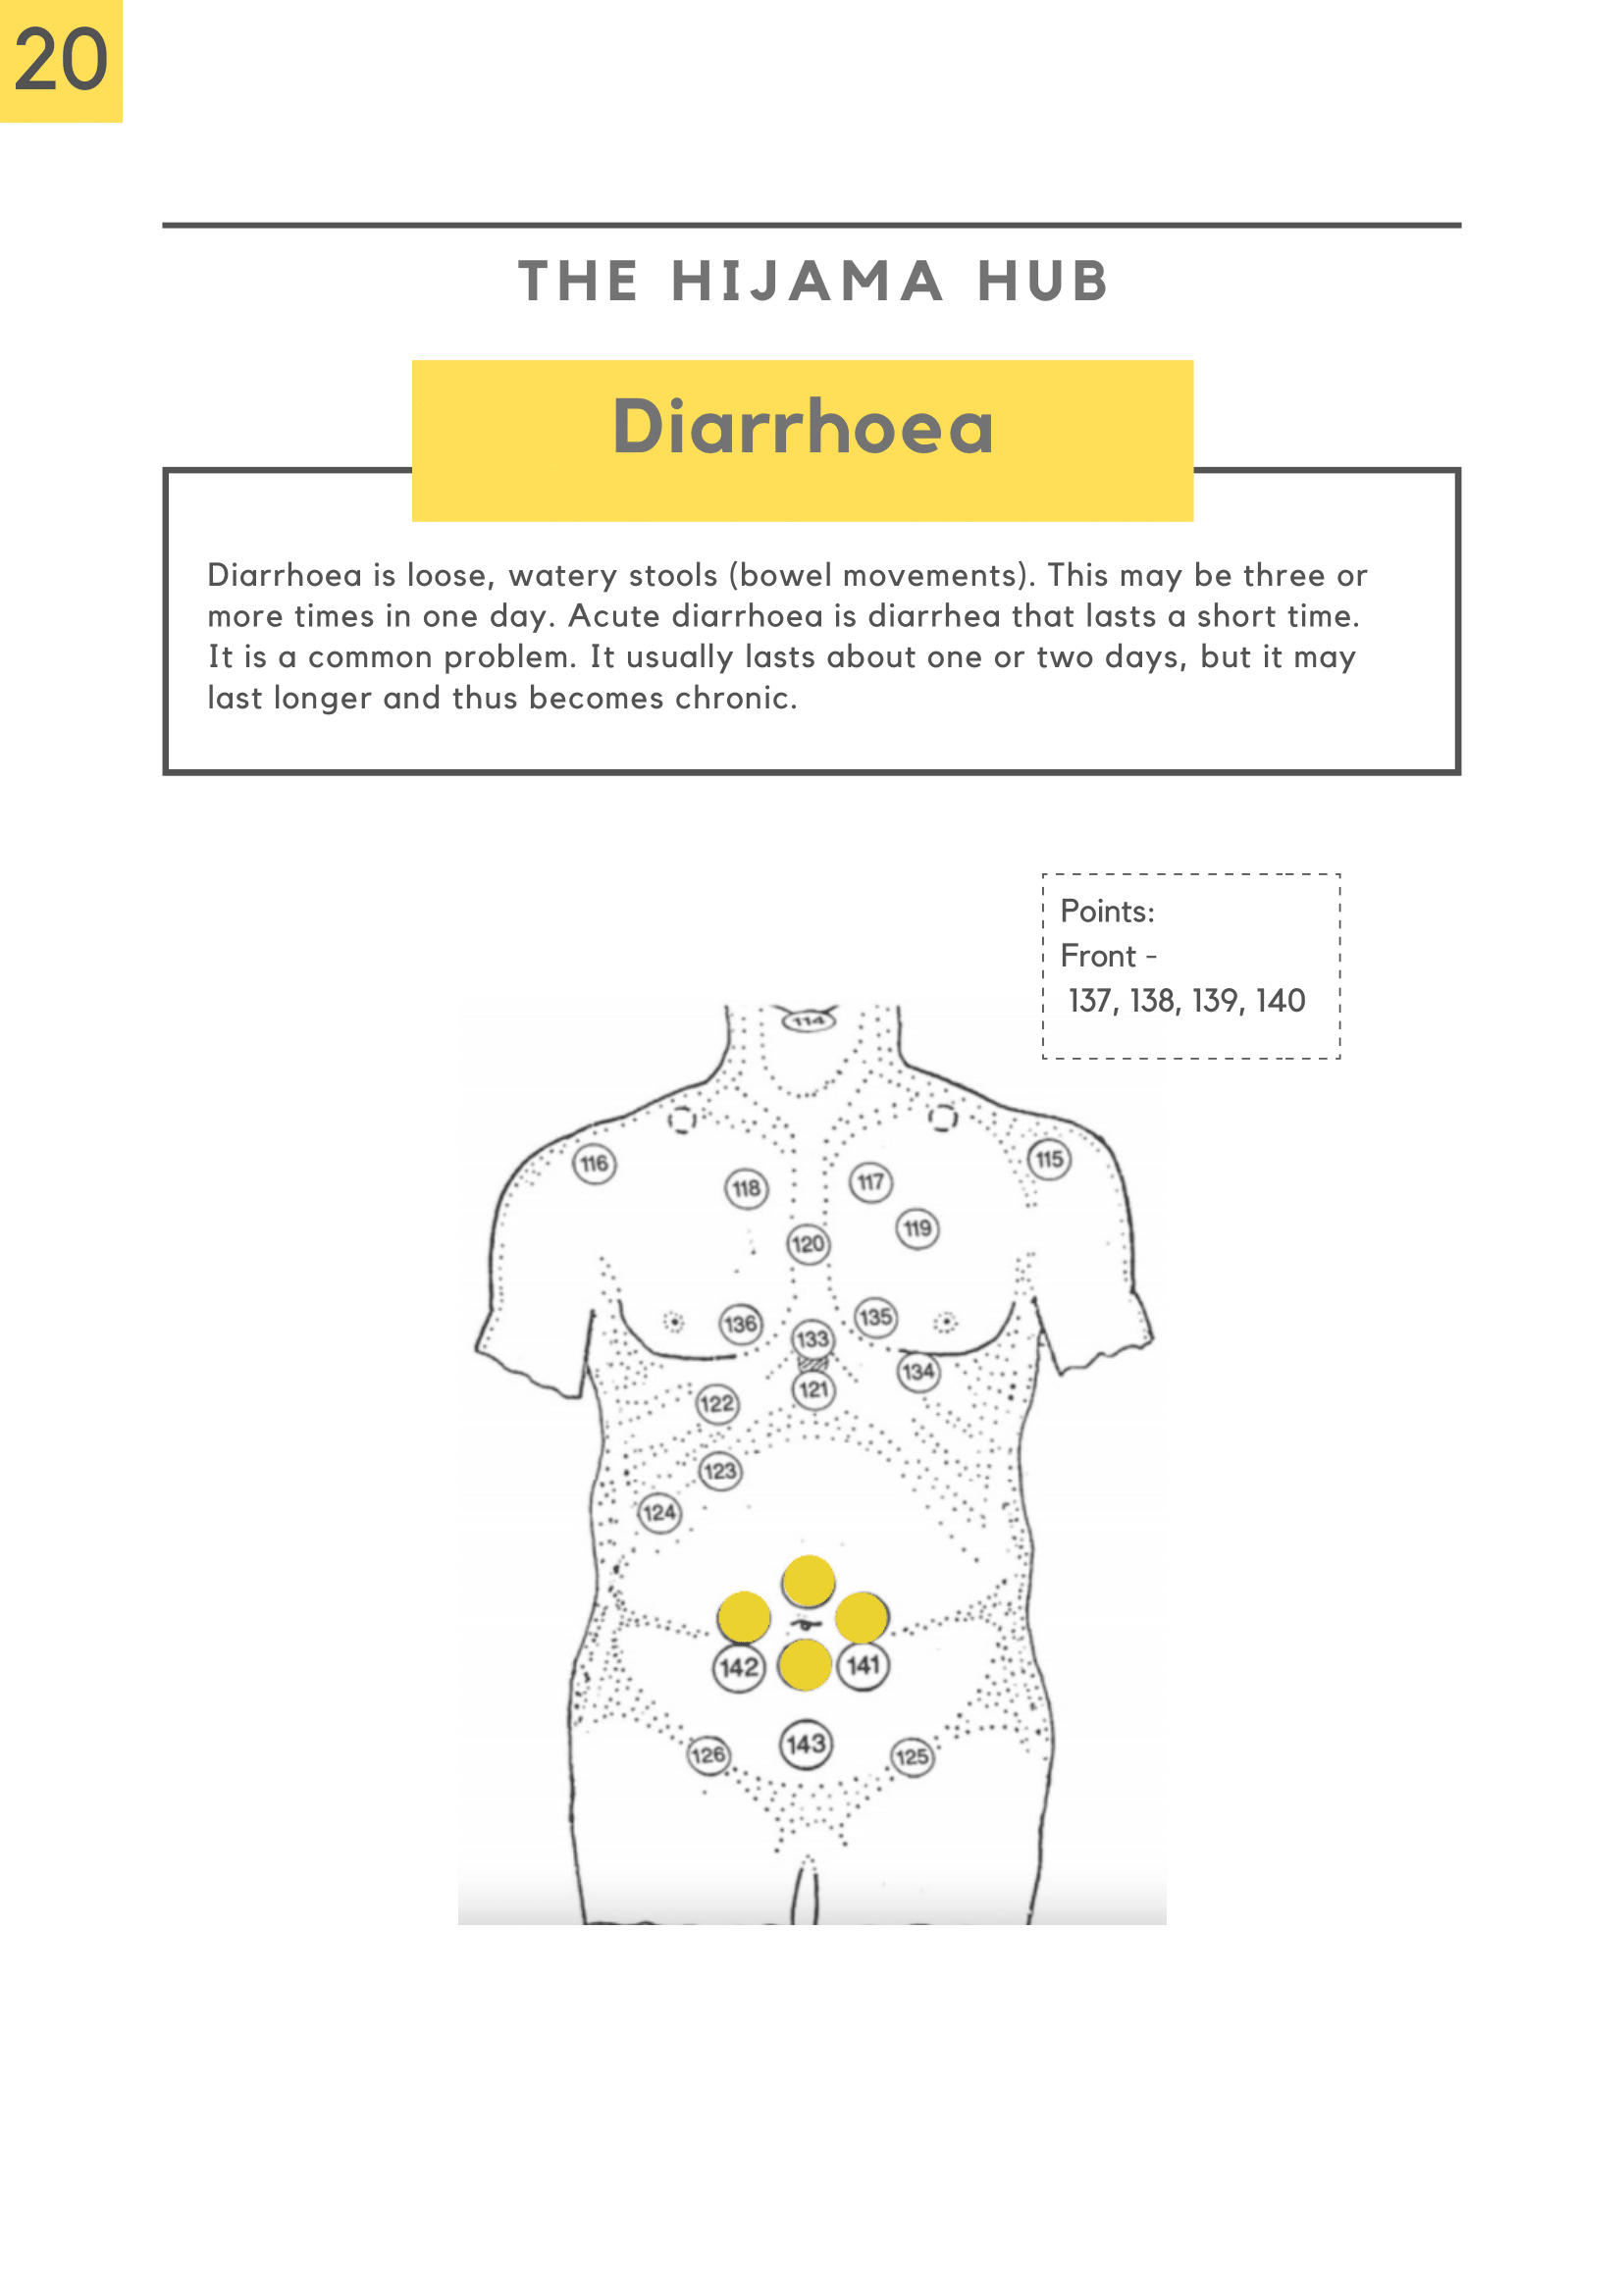 20
THE HIJAMA HUB
Diarrhoea
Diarrhoea is loose, watery stools (bowel movements). This may be three or
more times in one day. Acute diarrhoea is diarrhea that lasts a short time.
It is a common problem. It usually lasts about one or two days, but it may
last longer and thus becomes chronic.
Points:
Front -
137, 138, 139, 140
114
116
115
118
117
119
120
136
135
133
134
121
122
123
124
142
141
143
126
125